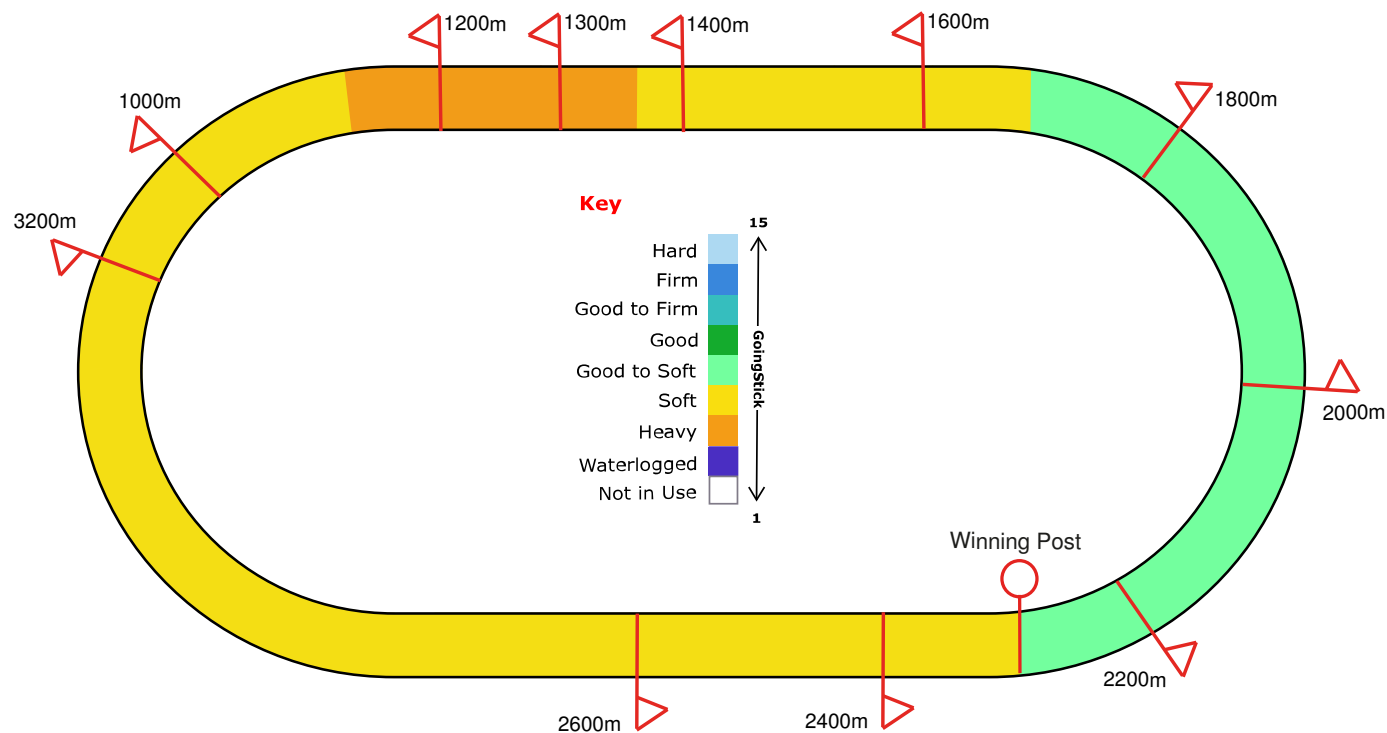 1200m
1300m
1400m
1600m
1000m
1800m
3200m
Key
15
Hard
Firm
Good to Firm
Good
Good to Soft
Soft
Heavy
Waterlogged
Not in Use
GoingStick
1
2000m
Winning Post
2200m
2600m
2400m